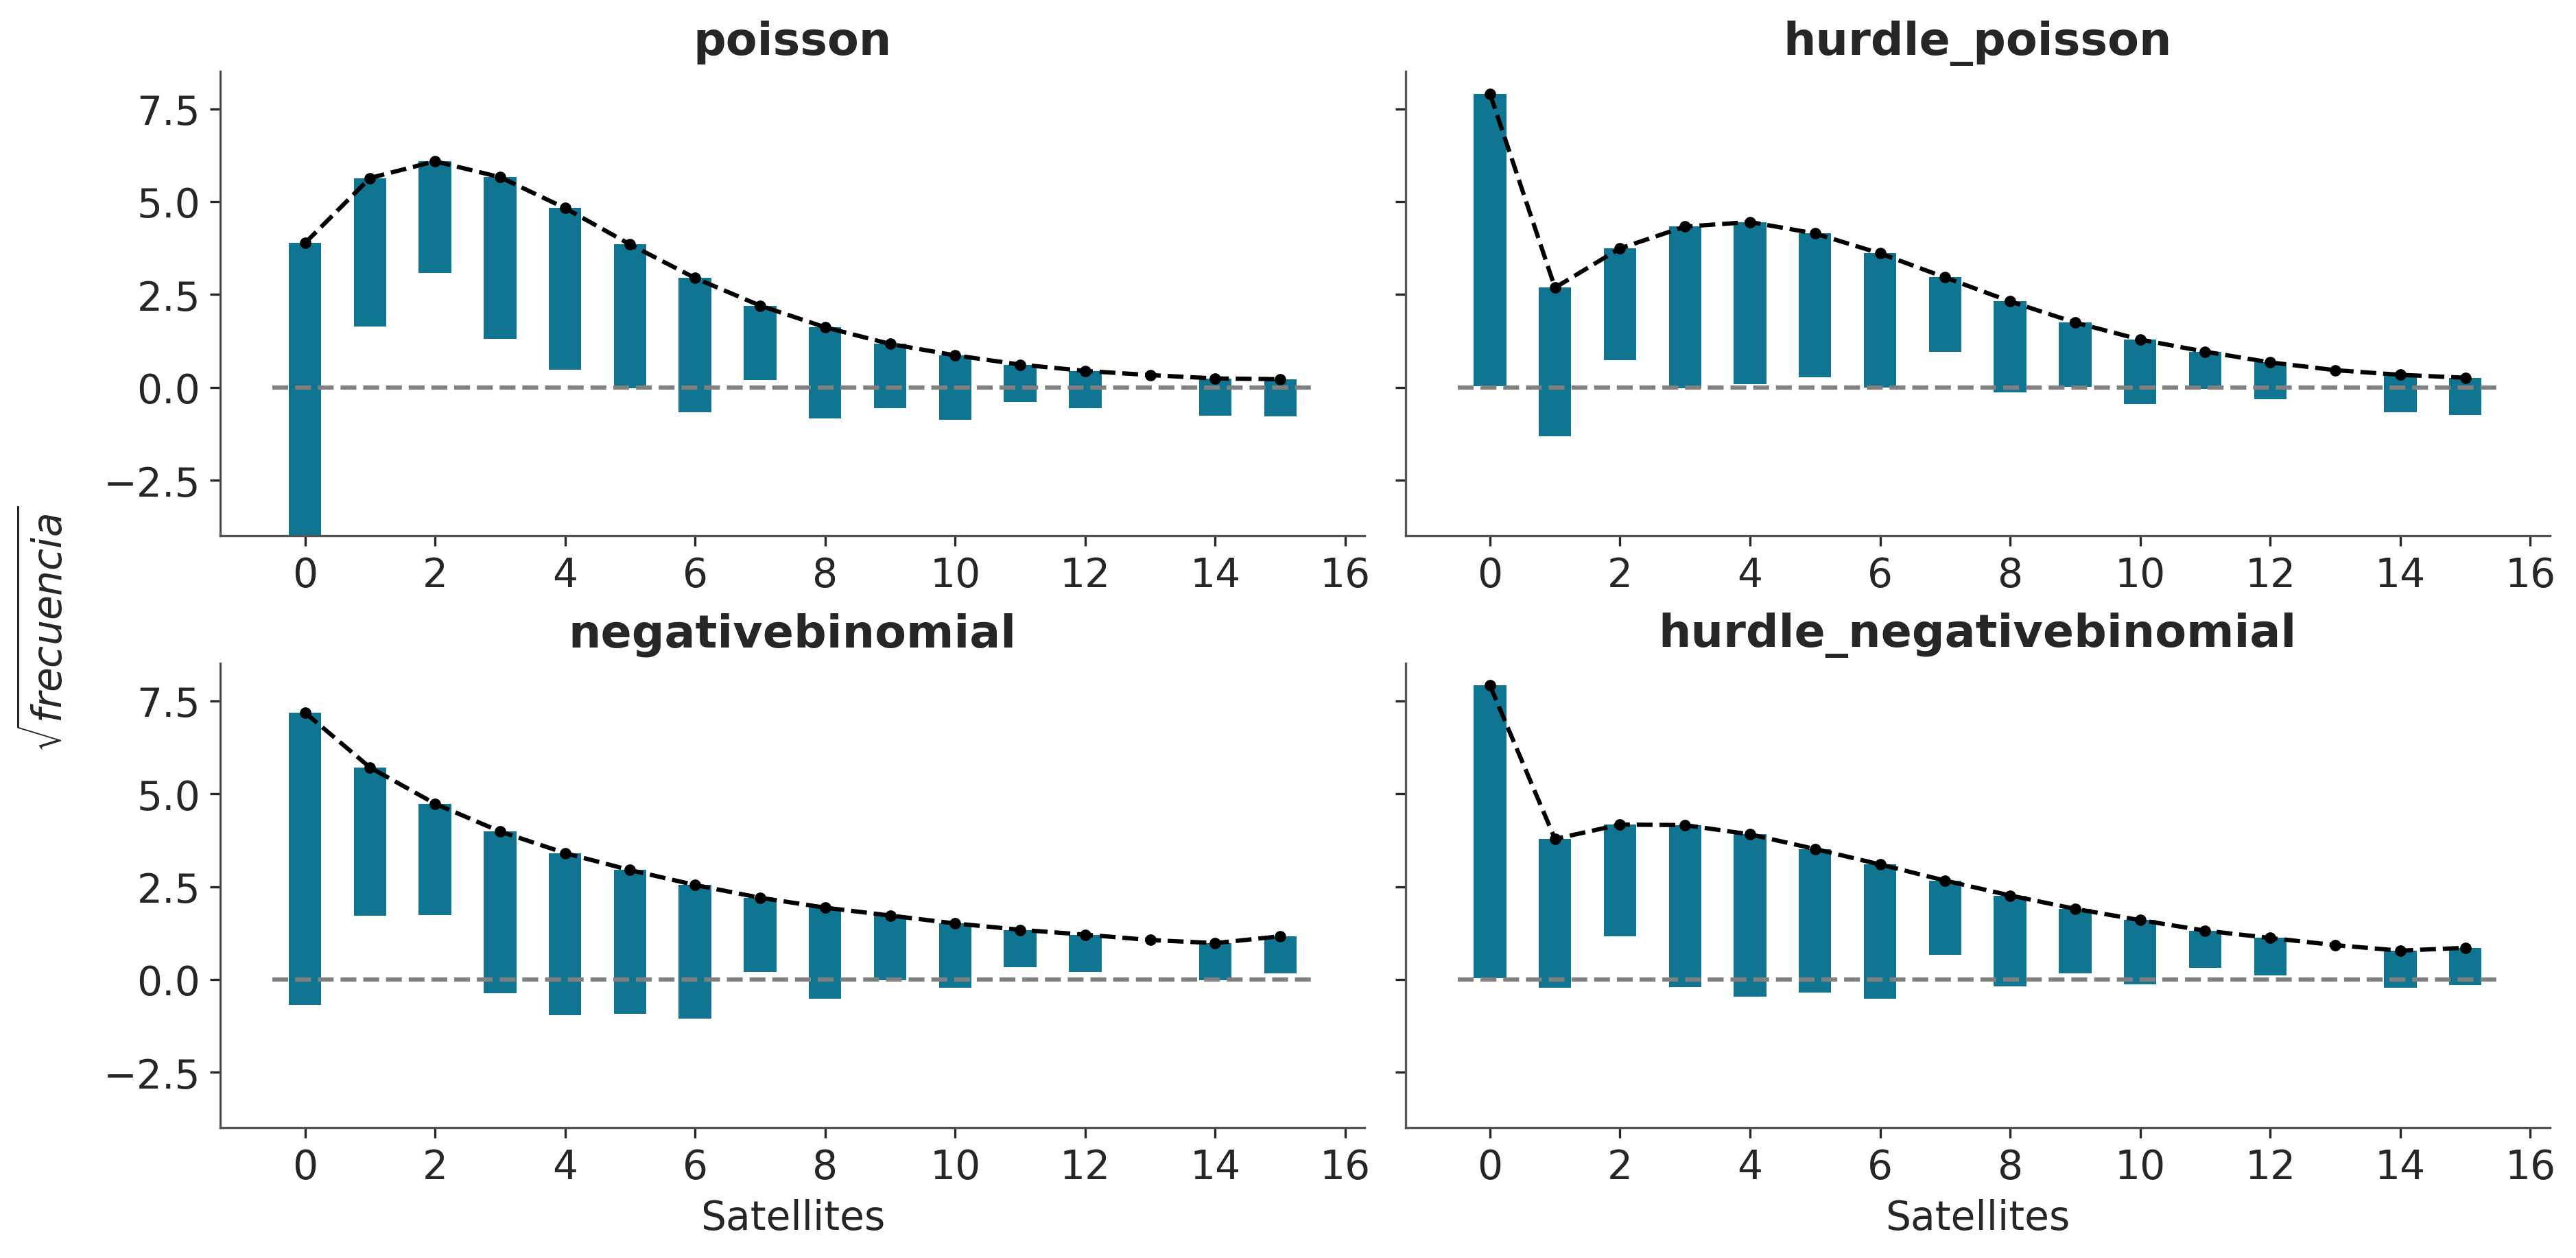 poisson
hurdle_poisson
7.5
5.0
2.5
0.0
−2.5
0 2 4 6 8 10 12 14 16
0 2 4 6 8 10 12 14 16
√frecuencia
negativebinomial
hurdle_negativebinomial
7.5
5.0
2.5
0.0
−2.5
0 2 4 6 8 10 12 14 16
0 2 4 6 8 10 12 14 16
Satellites
Satellites